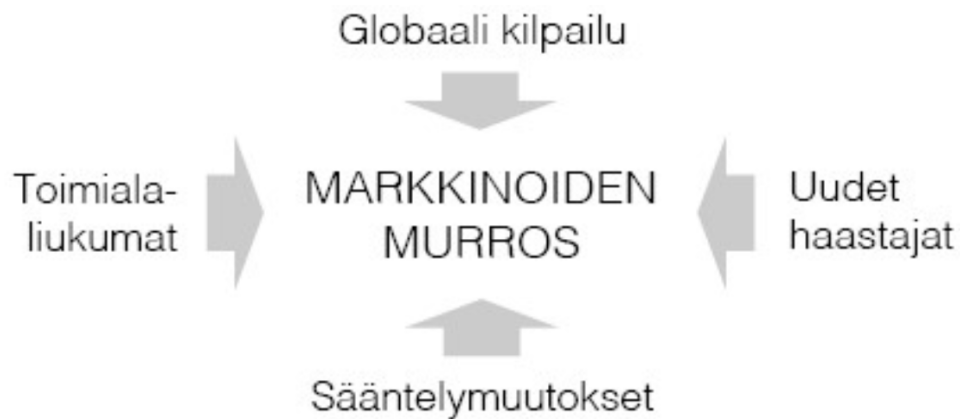 Globaali kilpailu
Toimiala-
liukumat
MARKKINOIDEN
MURROS
Uudet
haastajat
Sääntelymuutokset